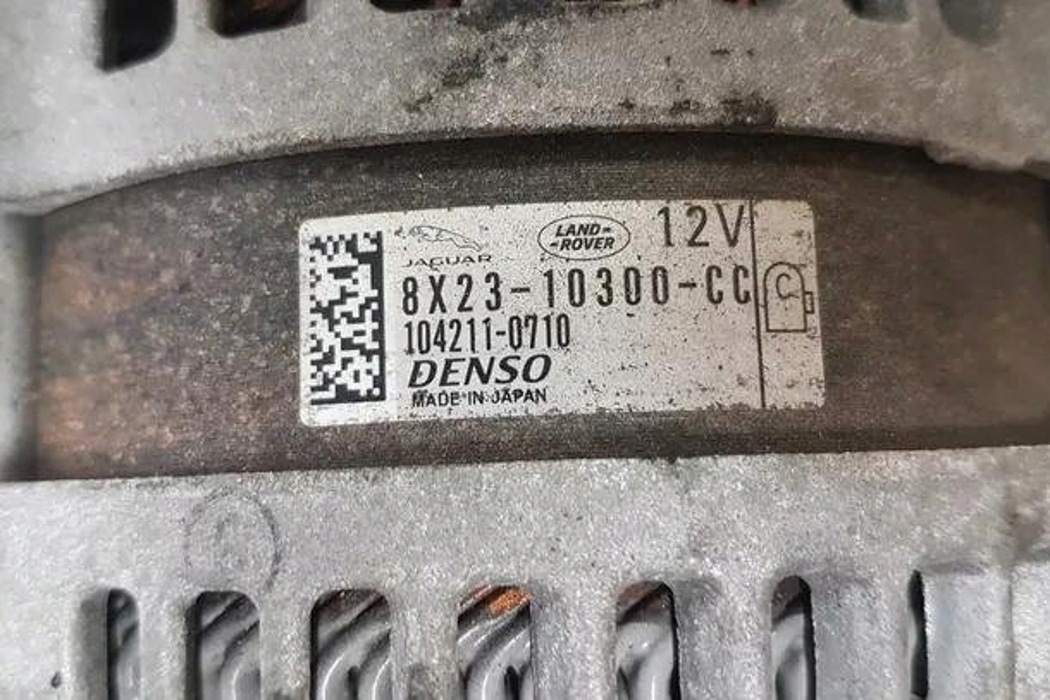 JAGUAR
LAND-
-ROVER
12V
8X23-10300-CC
C
104211-0710
DENSO
MADE IN JAPAN